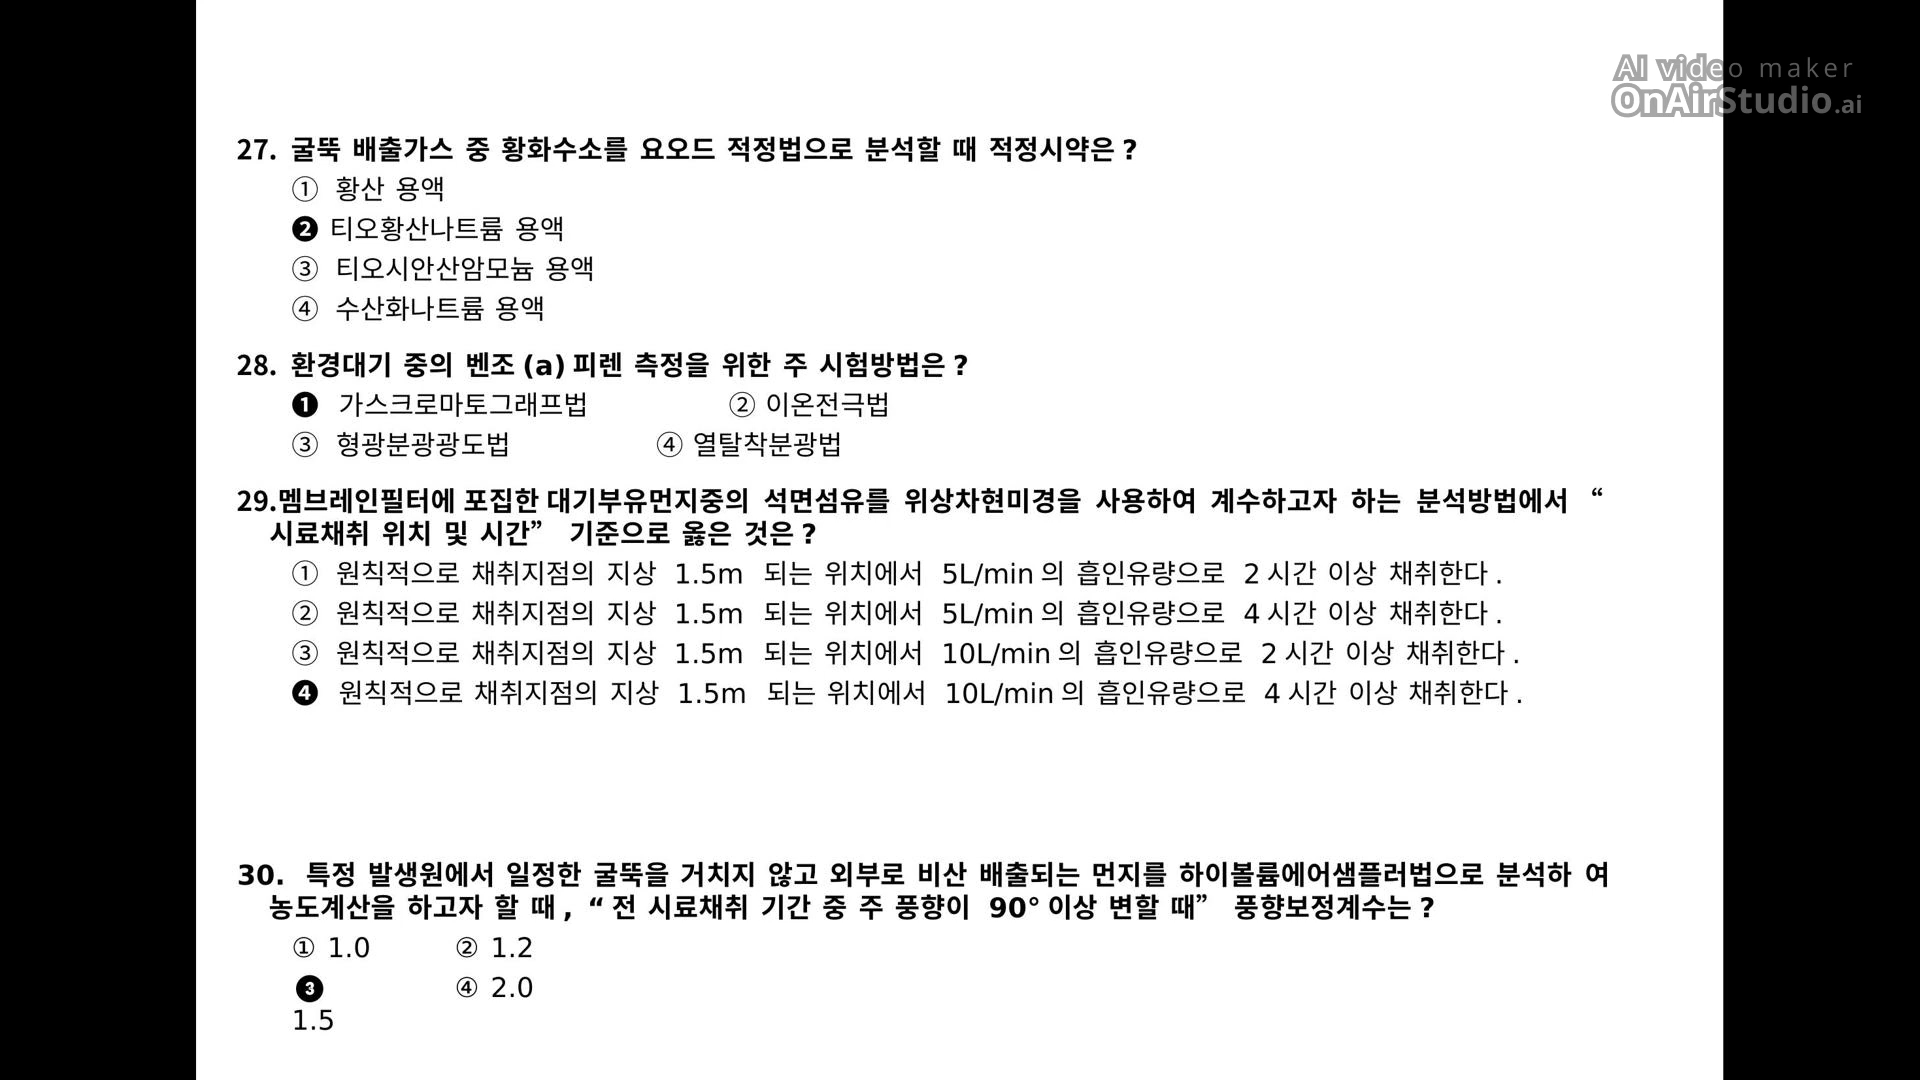 AI video maker
OnAirStudio.ai
27. 굴뚝 배출가스 중 황화수소를 요오드 적정법으로 분석할 때 적정시약은?
① 황산 용액
❷ 티오황산나트륨 용액
③ 티오시안산암모늄 용액
④ 수산화나트륨 용액
28. 환경대기 중의 벤조(a)피렌 측정을 위한 주 시험방법은?
❶ 가스크로마토그래프법 ② 이온전극법
③ 형광분광광도법 ④ 열탈착분광법
29.멤브레인필터에 포집한 대기부유먼지중의 석면섬유를 위상차현미경을 사용하여 계수하고자 하는 분석방법에서 “
시료채취 위치 및 시간” 기준으로 옳은 것은?
① 원칙적으로 채취지점의 지상 1.5m 되는 위치에서 5L/min의 흡인유량으로 2시간 이상 채취한다.
② 원칙적으로 채취지점의 지상 1.5m 되는 위치에서 5L/min의 흡인유량으로 4시간 이상 채취한다.
③ 원칙적으로 채취지점의 지상 1.5m 되는 위치에서 10L/min의 흡인유량으로 2시간 이상 채취한다.
❹ 원칙적으로 채취지점의 지상 1.5m 되는 위치에서 10L/min의 흡인유량으로 4시간 이상 채취한다.
30. 특정 발생원에서 일정한 굴뚝을 거치지 않고 외부로 비산 배출되는 먼지를 하이볼륨에어샘플러법으로 분석하 여
농도계산을 하고자 할 때, “전 시료채취 기간 중 주 풍향이 90°이상 변할 때” 풍향보정계수는?
① 1.0 ② 1.2
❸ ④ 2.0
1.5